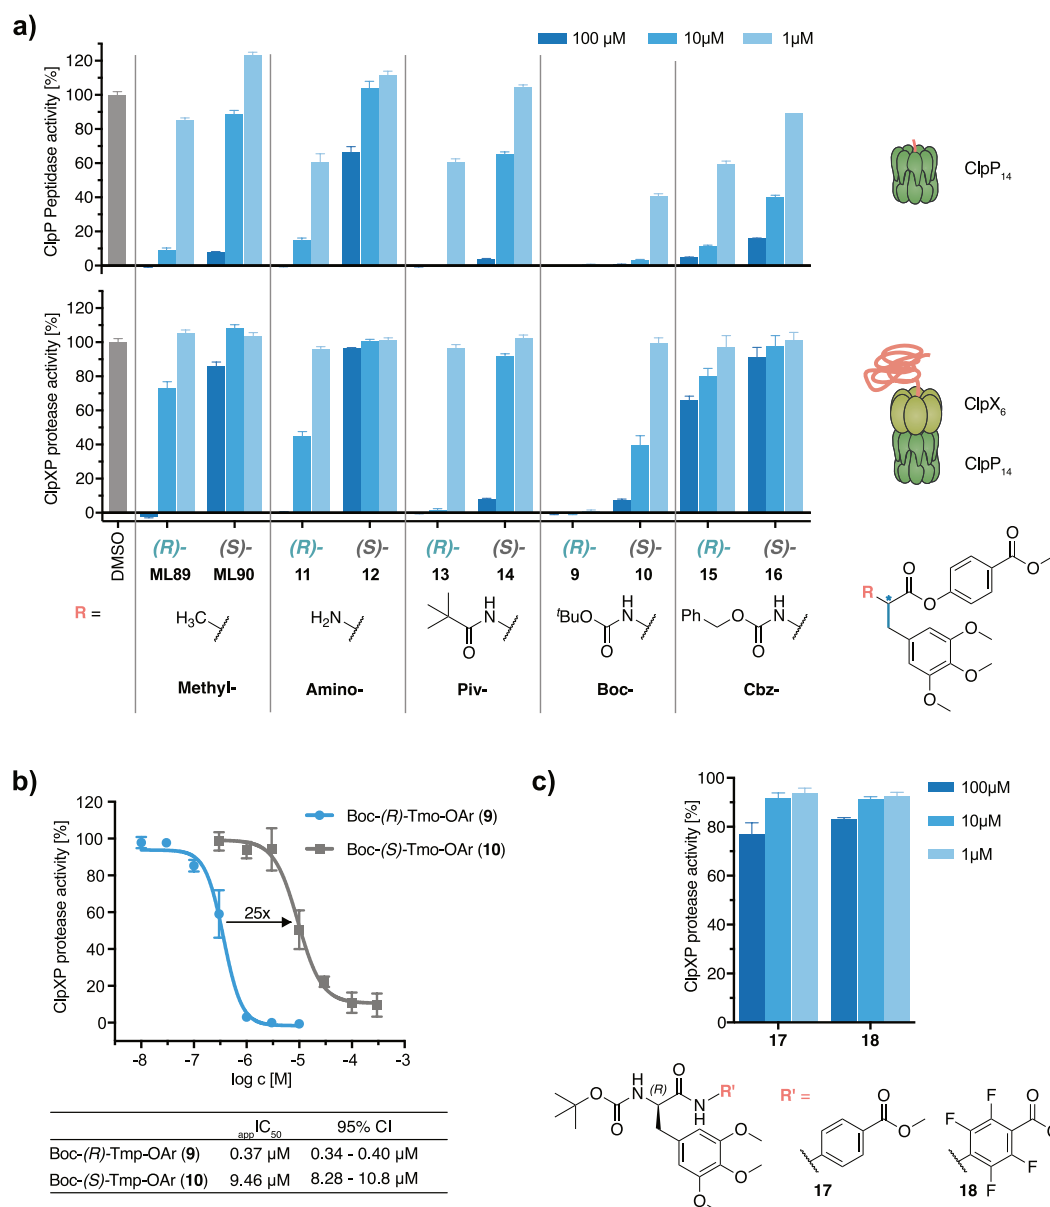 a)
100 µM 10µM 1µM
ClpP Peptidase activity [%]
120
100
80
60
40
20
0
ClpP14
ClpXP protease activity [%]
120
100
80
60
40
20
0
ClpX6
ClpP14
DMSO
(R)- (S)- (R)- (S)- (R)- (S)- (R)- (S)- (R)- (S)-
ML89 ML90 11 12 13 14 9 10 15 16
R =
H3C
H2N
H
N
O
tBu O H
N
O
Ph O H
N
O
Methyl- Amino- Piv- Boc- Cbz-
R * O
O
O
O
O
O
O
b)
ClpXP protease activity [%]
120
100
80
60
40
20
0
Boc-(R)-Tmo-OAr (9)
Boc-(S)-Tmo-OAr (10)
25x
-8 -7 -6 -5 -4 -3
log c [M]
appIC50 95% CI
Boc-(R)-Tmp-OAr (9) 0.37 µM 0.34 - 0.40 µM
Boc-(S)-Tmp-OAr (10) 9.46 µM 8.28 - 10.8 µM
c)
ClpXP protease activity [%]
100
80
60
40
20
0
100µM
10µM
1µM
17 18
O O H
N (R) O
N
H R'
O
O
O
R' =
O
O
17
F F
F F
O
O
18